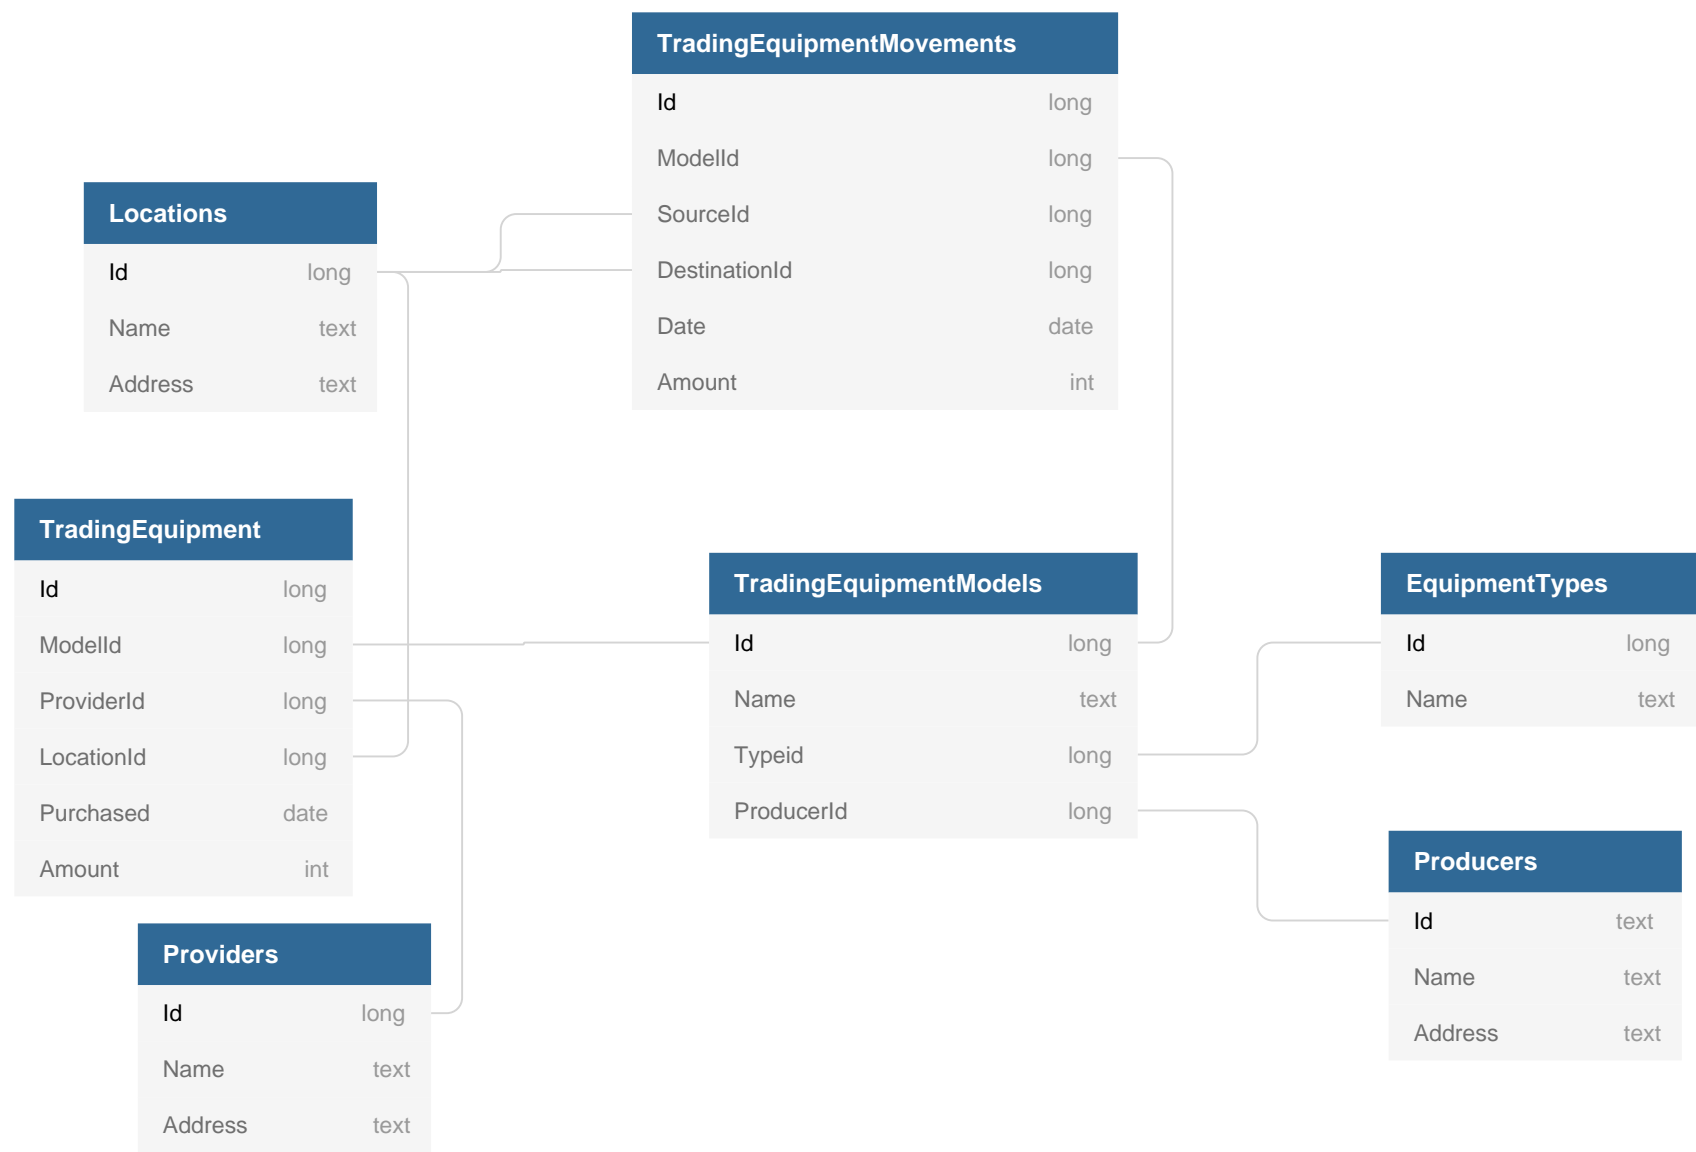 TradingEquipmentMovements
Id long
ModelId long
SourceId long
DestinationId long
Date date
Amount int
Locations
Id long
Name text
Address text
TradingEquipment
Id long
ModelId long
ProviderId long
LocationId long
Purchased date
Amount int
TradingEquipmentModels
Id long
Name text
Typeid long
ProducerId long
EquipmentTypes
Id long
Name text
Producers
Id text
Name text
Address text
Providers
Id long
Name text
Address text